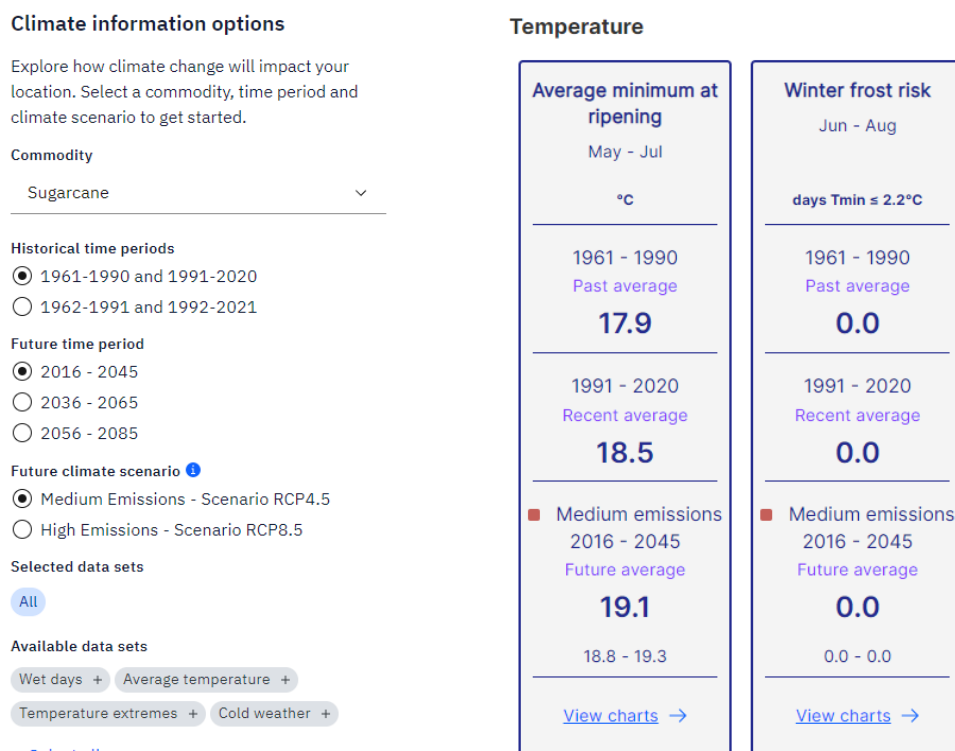 Climate information options
Explore how climate change will impact your
location. Select a commodity, time period and
climate scenario to get started.
Commodity
Sugarcane
Historical time periods
1961-1990 and 1991-2020
1962-1991 and 1992-2021
Future time period
2016 - 2045
2036 - 2065
2056 - 2085
Future climate scenario
Medium Emissions - Scenario RCP4.5
High Emissions - Scenario RCP8.5
Selected data sets
All
Available data sets
Wet days +
Average temperature +
Temperature extremes +
Cold weather +
Temperature
Average minimum at
ripening
May - Jul
°C
1961 - 1990
Past average
17.9
1991 - 2020
Recent average
18.5
Medium emissions
2016 - 2045
Future average
19.1
18.8 - 19.3
View charts →
Winter frost risk
Jun - Aug
days Tmin ≤ 2.2°C
1961 - 1990
Past average
0.0
1991 - 2020
Recent average
0.0
Medium emissions
2016 - 2045
Future average
0.0
0.0 - 0.0
View charts →